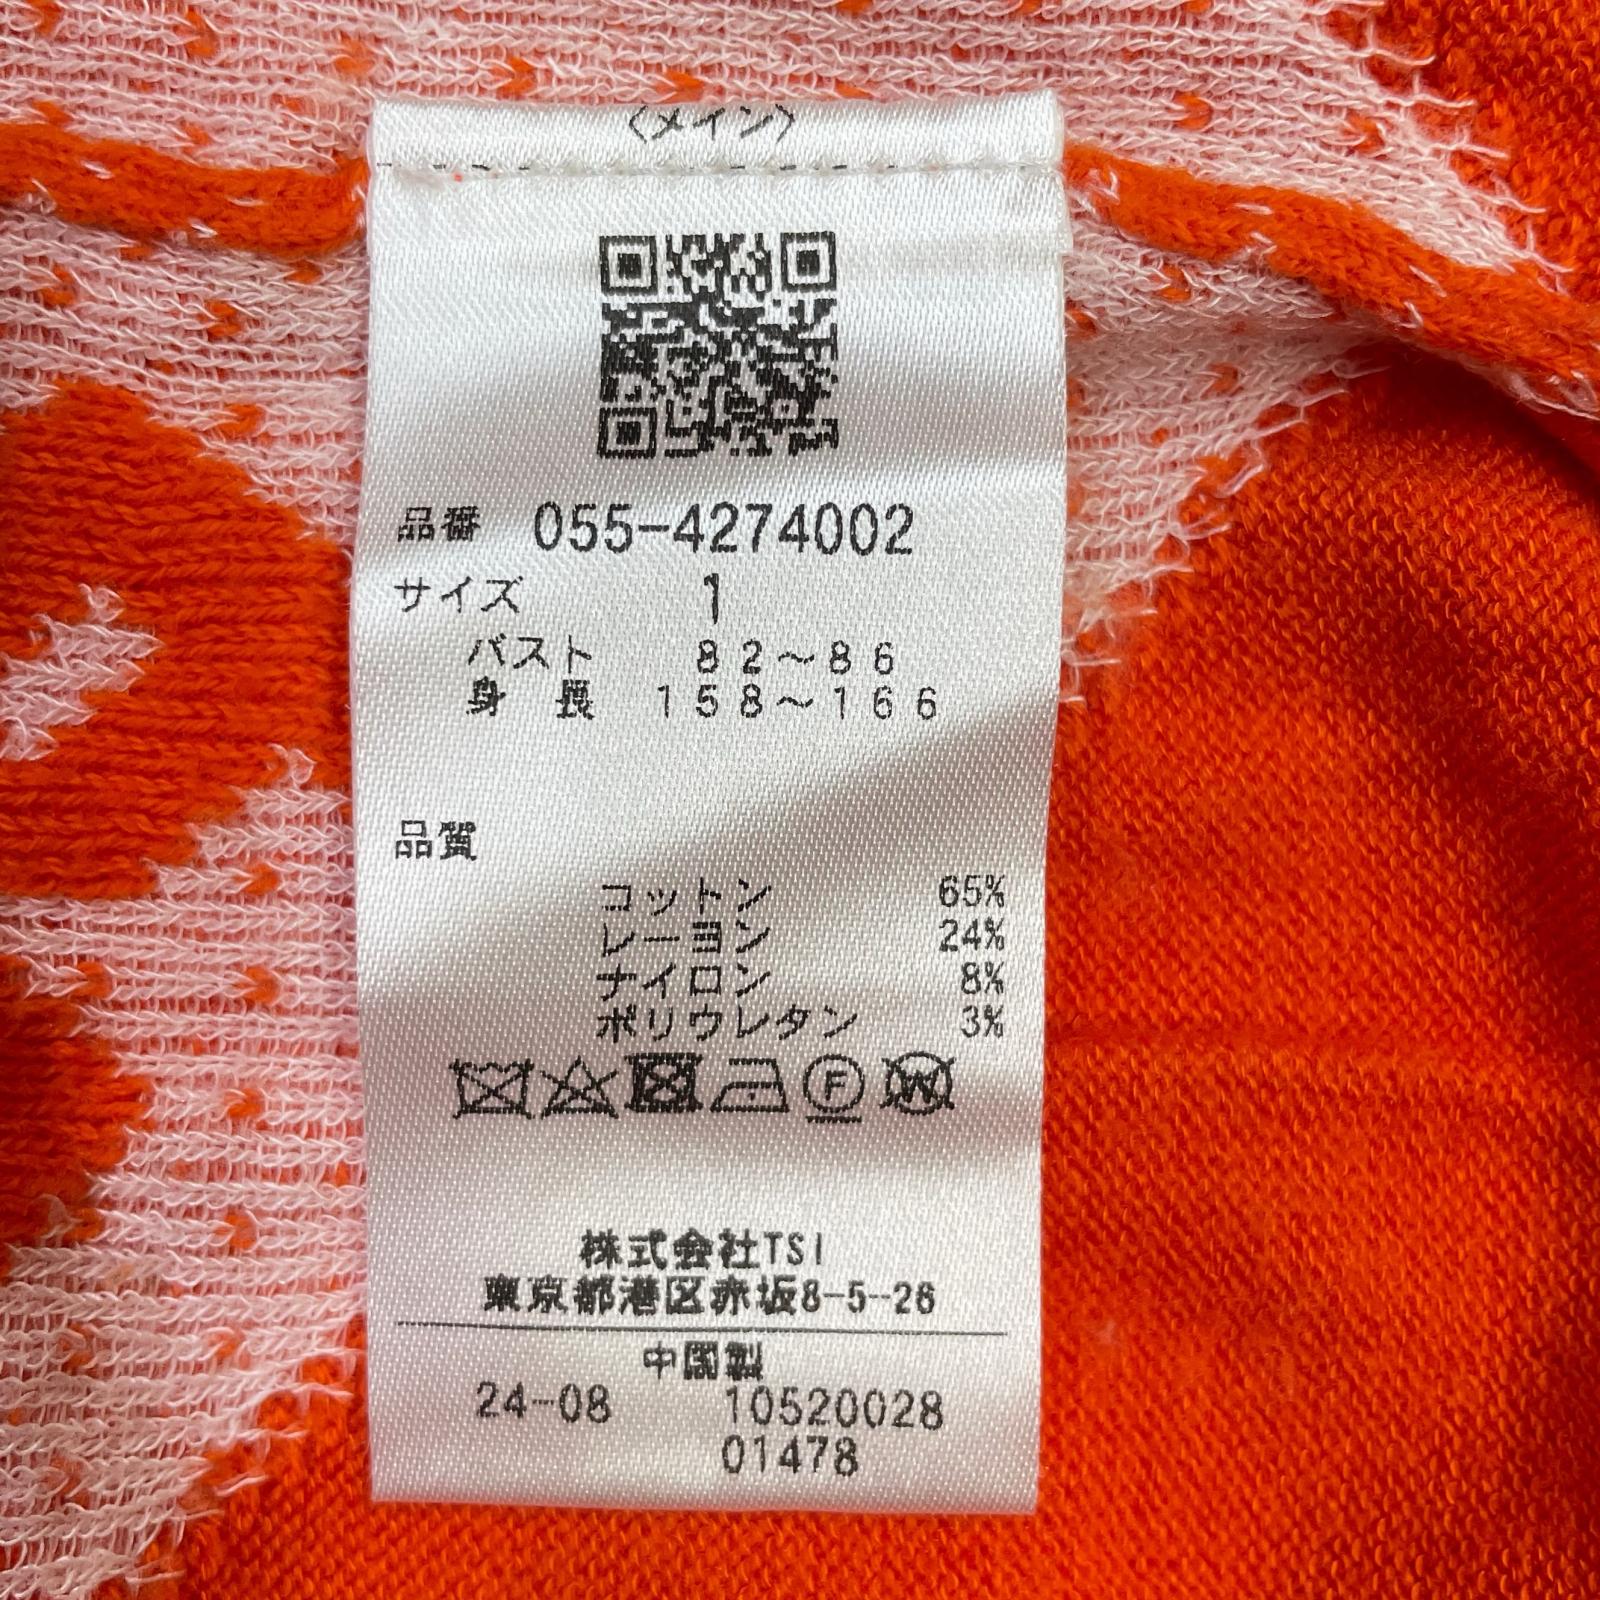 〈メイン〉
品番 055-4274002
サイズ 1
バスト 82〜86
身長 158〜166
品質
コットン 65%
レーヨン 24%
ナイロン 8%
ポリウレタン 3%
F W
株式会社TSI
東京都港区赤坂8-5-26
中国製
24-08 10520028
01478